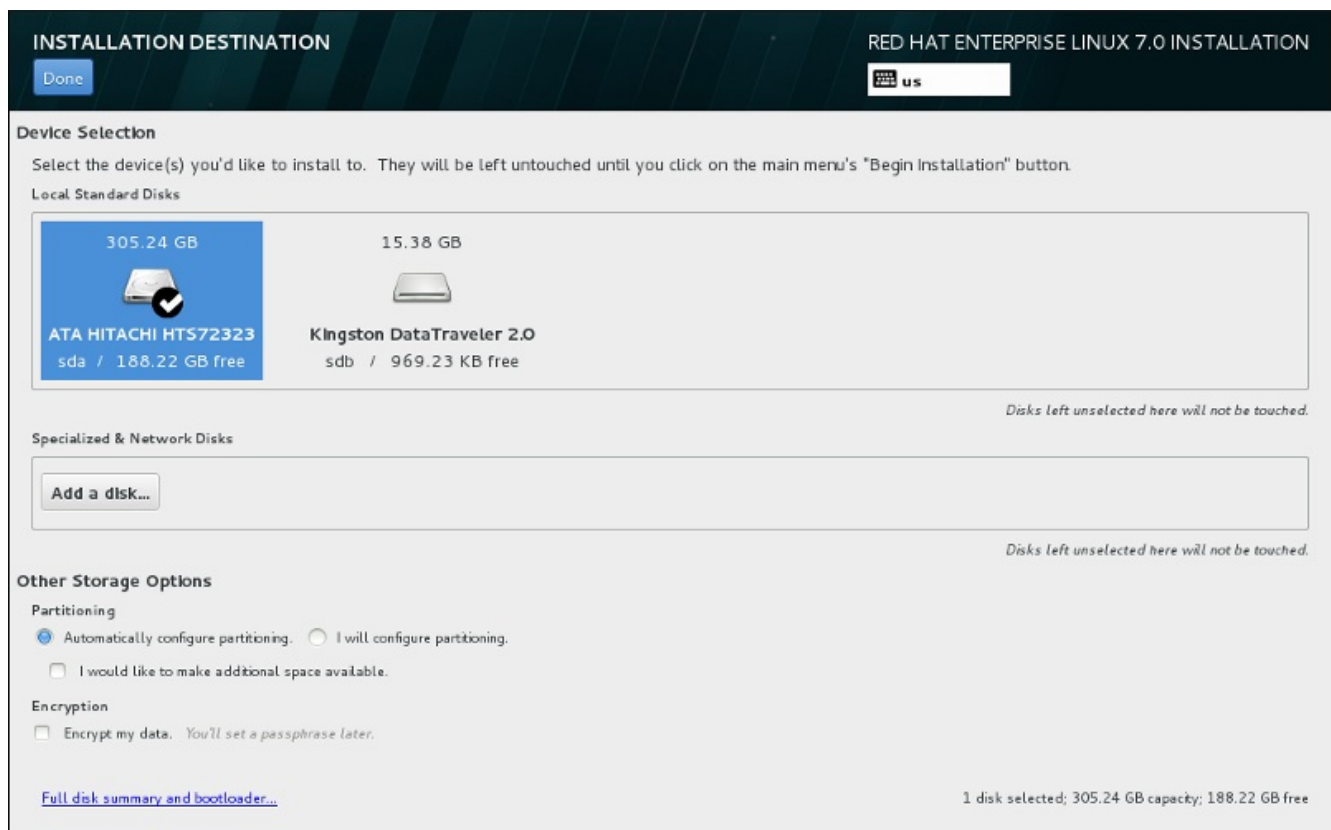 INSTALLATION DESTINATION
RED HAT ENTERPRISE LINUX 7.0 INSTALLATION
Done
us
Device Selection
Select the device(s) you'd like to install to.  They will be left untouched until you click on the main menu's "Begin Installation" button.
Local Standard Disks
305.24 GB
ATA HITACHI HTS72323
sda / 188.22 GB free
15.38 GB
Kingston DataTraveler 2.0
sdb / 969.23 KB free
Disks left unselected here will not be touched.
Specialized & Network Disks
Add a disk...
Disks left unselected here will not be touched.
Other Storage Options
Partitioning
Automatically configure partitioning. I will configure partitioning.
I would like to make additional space available.
Encryption
Encrypt my data. You'll set a passphrase later.
Full disk summary and bootloader...
1 disk selected; 305.24 GB capacity; 188.22 GB free